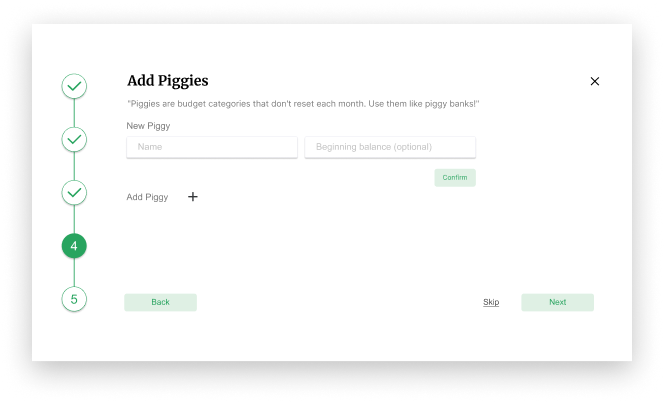 Add Piggies
"Piggies are budget categories that don't reset each month. Use them like piggy banks!"
New Piggy
Name
Beginning balance (optional)
Confirm
Add Piggy
4
5
Back
Skip
Next